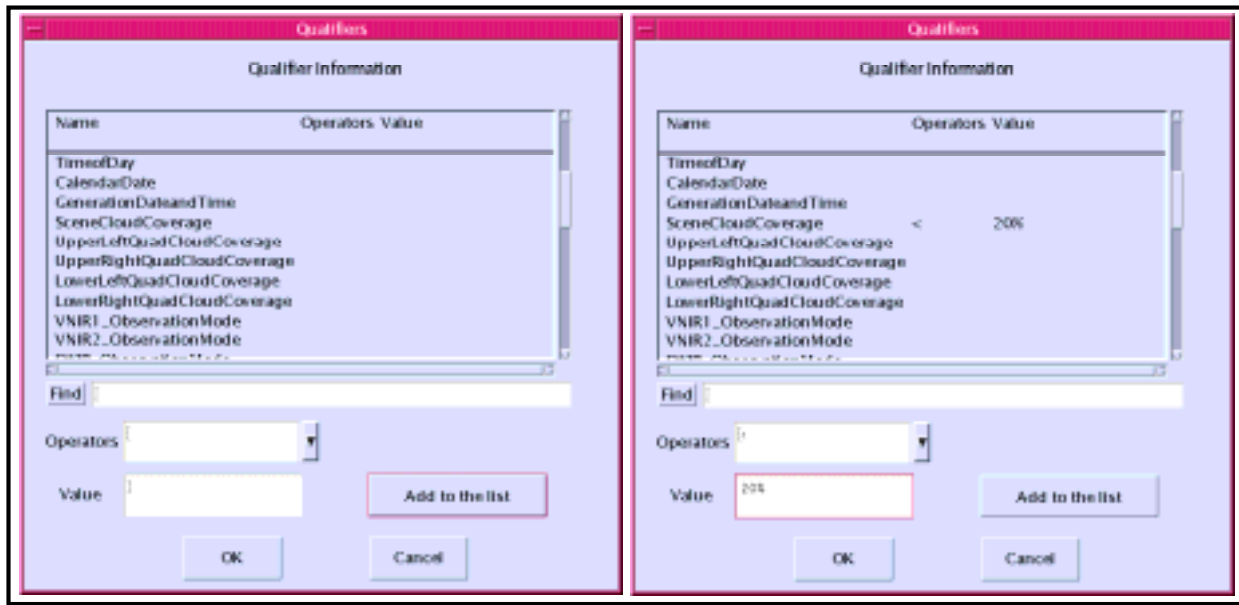 Qualifiers
Qualifier Information
Name Operators Value
TimeofDay
CalendarDate
GenerationDateandTime
SceneCloudCoverage
UpperLeftQuadCloudCoverage
UpperRightQuadCloudCoverage
LowerLeftQuadCloudCoverage
LowerRightQuadCloudCoverage
VNIR1_ObservationMode
VNIR2_ObservationMode
Find
Operators
Value
Add to the list
OK Cancel
Qualifiers
Qualifier Information
Name Operators Value
TimeofDay
CalendarDate
GenerationDateandTime
SceneCloudCoverage < 20%
UpperLeftQuadCloudCoverage
UpperRightQuadCloudCoverage
LowerLeftQuadCloudCoverage
LowerRightQuadCloudCoverage
VNIR1_ObservationMode
VNIR2_ObservationMode
Find
Operators
Value 20%
Add to the list
OK Cancel